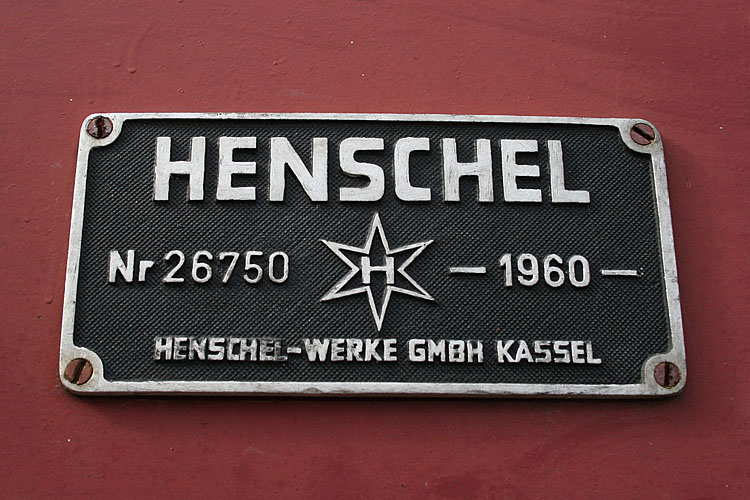 HENSCHEL
Nr 26750 H — 1960 —
HENSCHEL-WERKE GMBH KASSEL